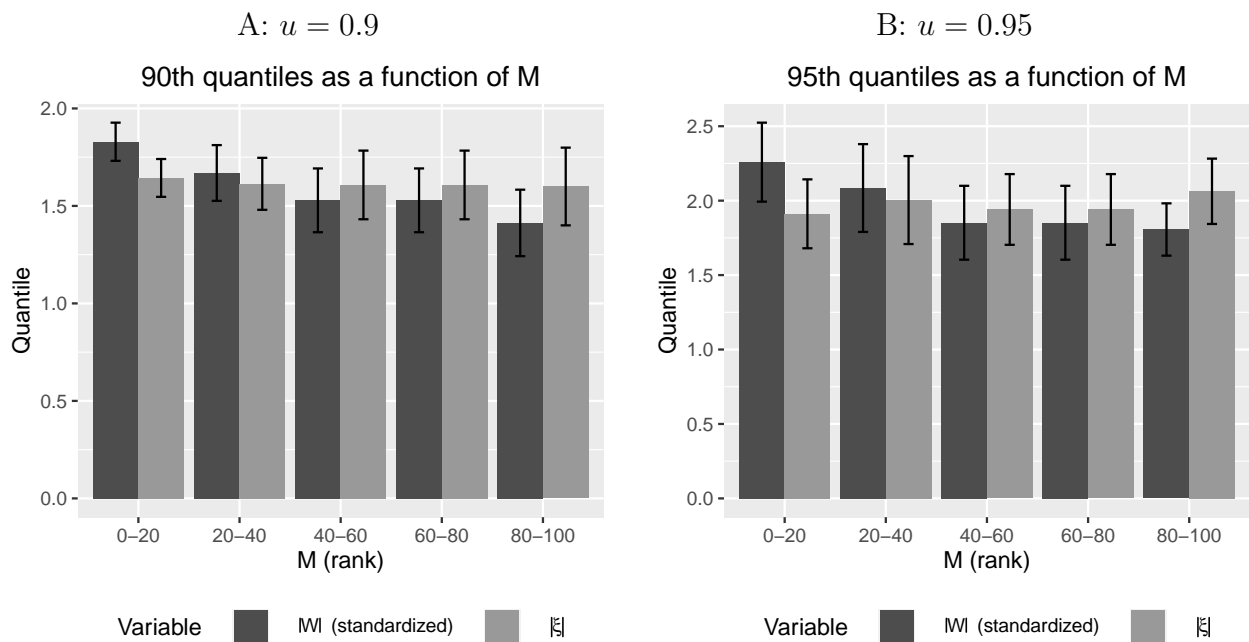 A: u = 0.9
90th quantiles as a function of M
2.0
1.5
1.0
0.5
0.0
Quantile
0−20 20−40 40−60 60−80 80−100
M (rank)
Variable |W| (standardized) |ξ|
B: u = 0.95
95th quantiles as a function of M
2.5
2.0
1.5
1.0
0.5
0.0
Quantile
0−20 20−40 40−60 60−80 80−100
M (rank)
Variable |W| (standardized) |ξ|